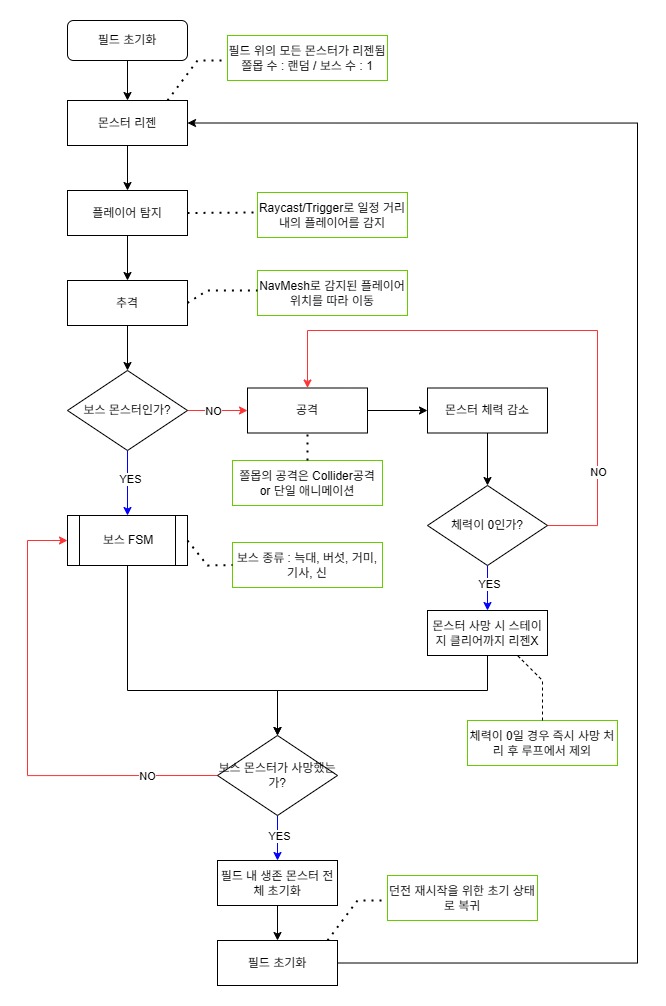 필드 초기화
필드 위의 모든 몬스터가 리젠됨
쫄몹 수 : 랜덤 / 보스 수 : 1
몬스터 리젠
플레이어 탐지
Raycast/Trigger로 일정 거리
내의 플레이어를 감지
추격
NavMesh로 감지된 플레이어
위치를 따라 이동
보스 몬스터인가?
NO
공격
몬스터 체력 감소
쫄몹의 공격은 Collider공격
or 단일 애니메이션
NO
YES
체력이 0인가?
보스 FSM
보스 종류 : 늑대, 버섯, 거미,
기사, 신
YES
몬스터 사망 시 스테이
지 클리어까지 리젠X
체력이 0일 경우 즉시 사망 처
리 후 루프에서 제외
보스 몬스터가 사망했는
가?
NO
YES
필드 내 생존 몬스터 전
체 초기화
던전 재시작을 위한 초기 상태
로 복귀
필드 초기화